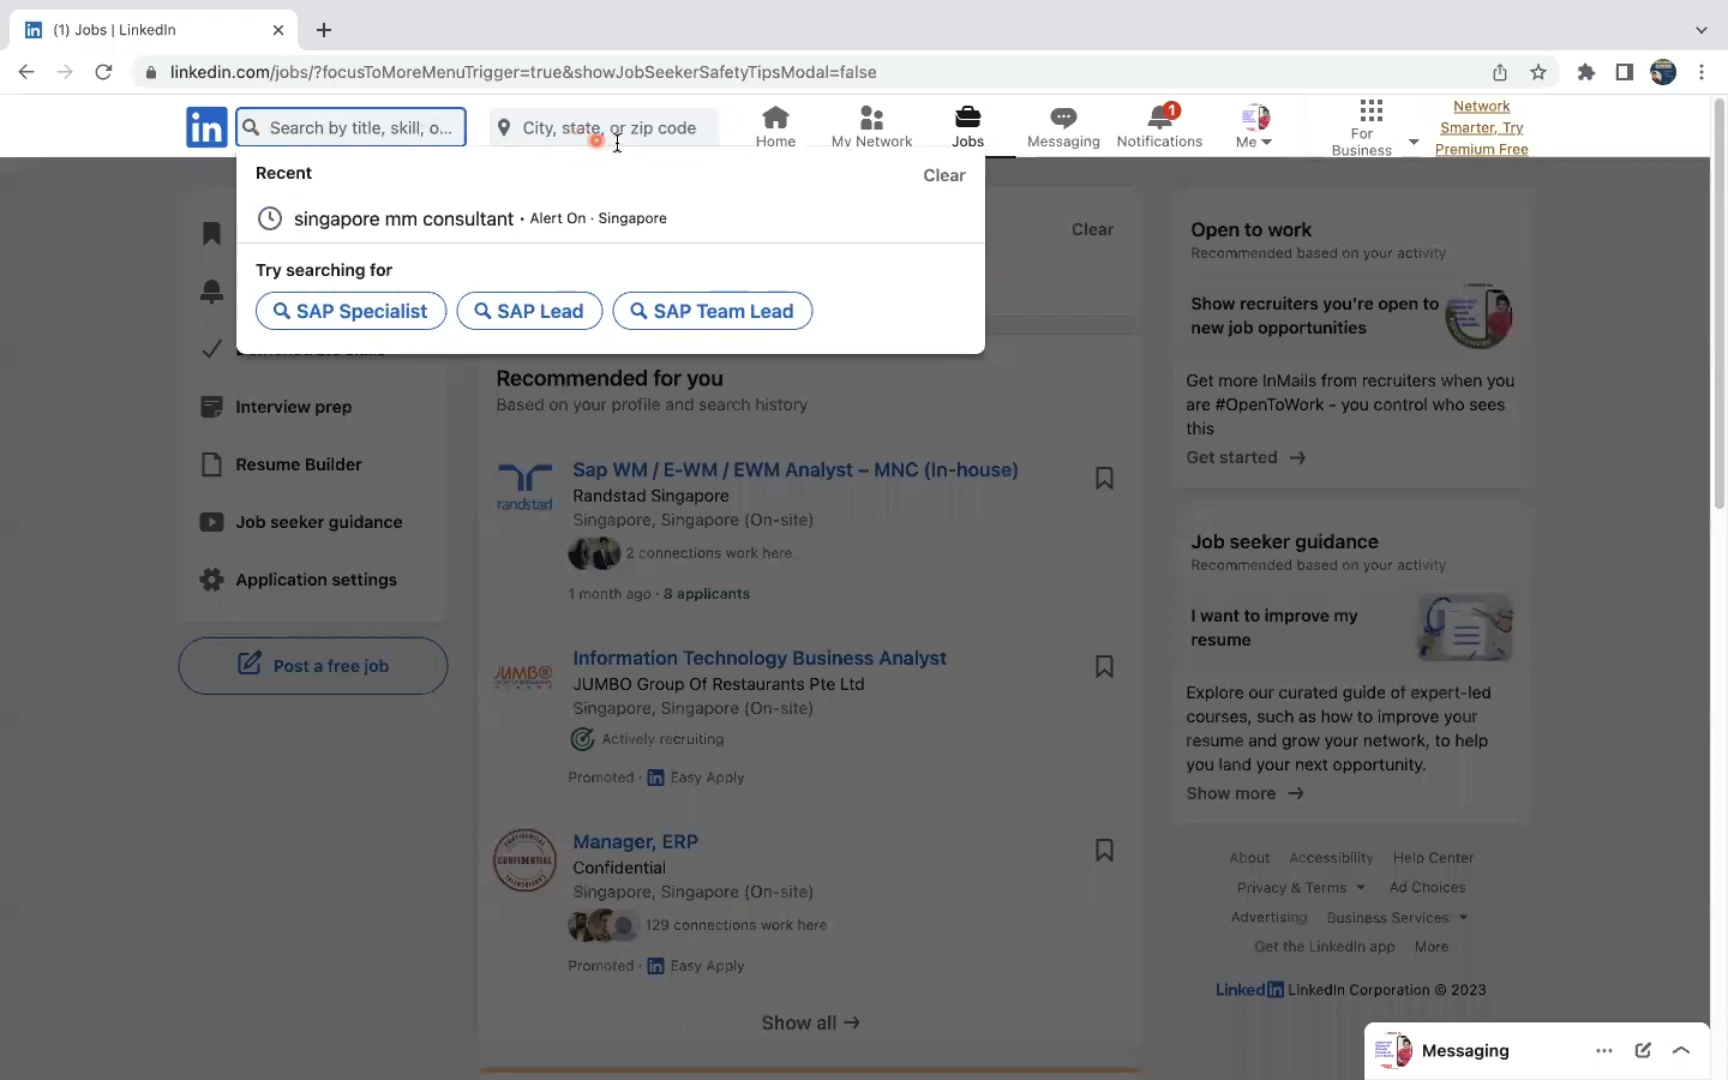 (1) Jobs | LinkedIn
linkedin.com/jobs/?focusToMoreMenuTrigger=true&showJobSeekerSafetyTipsModal=false
in
Search by title, skill, o...
City, state, or zip code
Home
My Network
Jobs
Messaging
1
Notifications
Me
For
Business
Network
Smarter, Try
Premium Free
Recent
Clear
singapore mm consultant · Alert On · Singapore
Try searching for
SAP Specialist
SAP Lead
SAP Team Lead
Clear
Interview prep
Resume Builder
Job seeker guidance
Application settings
Post a free job
Recommended for you
Based on your profile and search history
randstad
Sap WM / E-WM / EWM Analyst – MNC (In-house)
Randstad Singapore
Singapore, Singapore (On-site)
2 connections work here
1 month ago · 8 applicants
JUMBO
Information Technology Business Analyst
JUMBO Group Of Restaurants Pte Ltd
Singapore, Singapore (On-site)
Actively recruiting
Promoted · in Easy Apply
CONFIDENTIAL
Manager, ERP
Confidential
Singapore, Singapore (On-site)
129 connections work here
Promoted · in Easy Apply
Show all
Open to work
Recommended based on your activity
Show recruiters you're open to
new job opportunities
Get more InMails from recruiters when you
are #OpenToWork - you control who sees
this
Get started
Job seeker guidance
Recommended based on your activity
I want to improve my
resume
Explore our curated guide of expert-led
courses, such as how to improve your
resume and grow your network, to help
you land your next opportunity.
Show more
About Accessibility Help Center
Privacy & Terms Ad Choices
Advertising Business Services
Get the LinkedIn app More
LinkedIn LinkedIn Corporation © 2023
Messaging